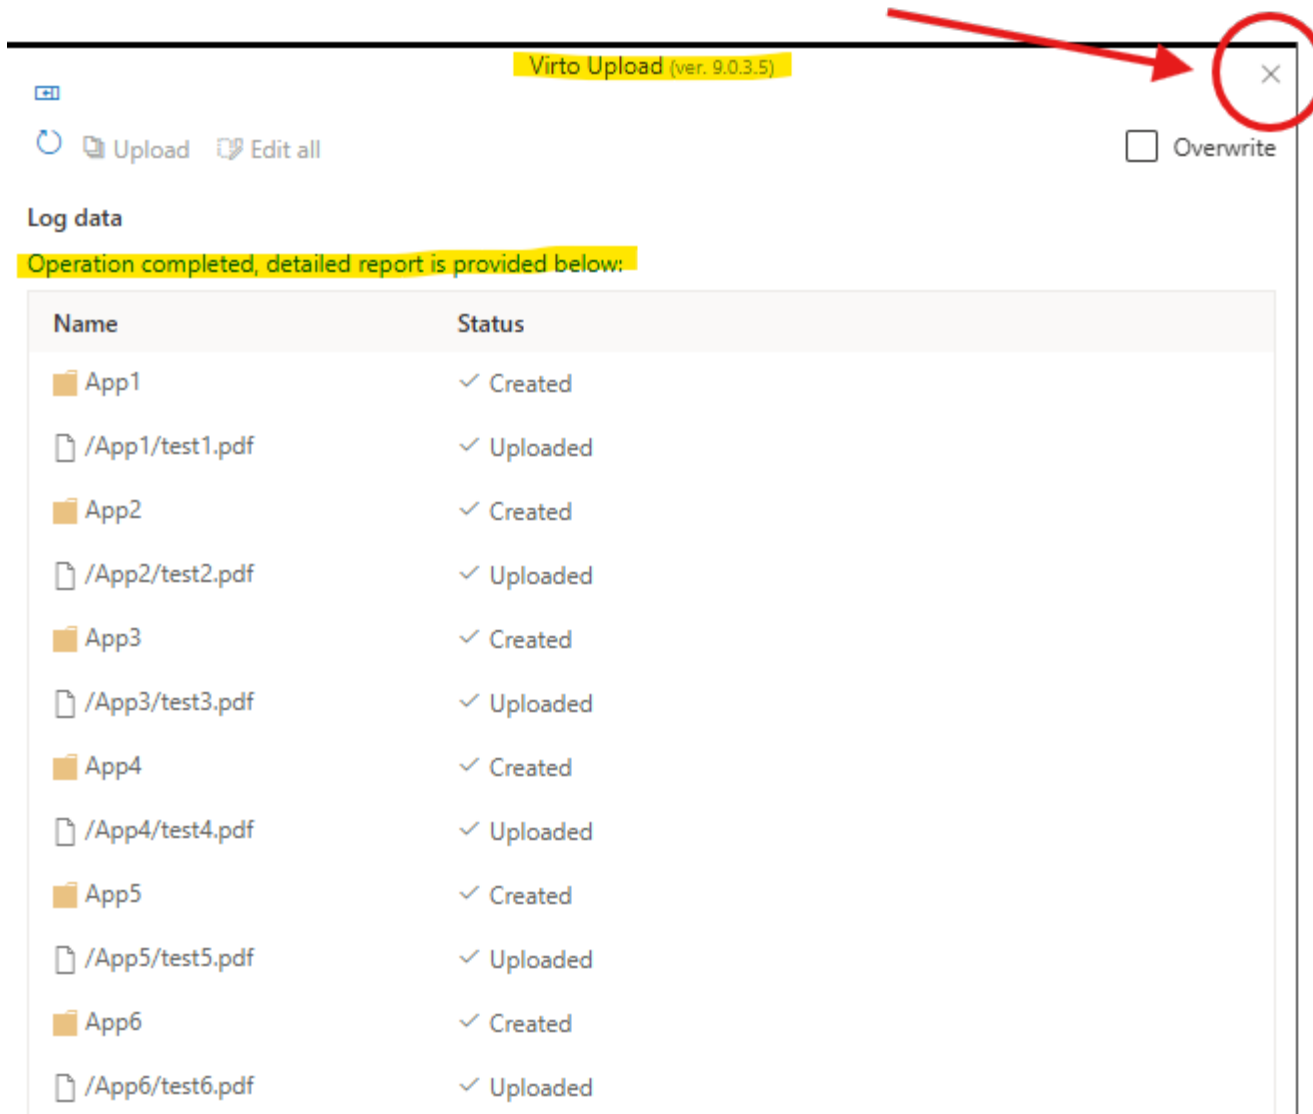 Virto Upload (ver. 9.0.3.5)
Upload Edit all Overwrite
Log data
Operation completed, detailed report is provided below:
Name Status
App1 Created
/App1/test1.pdf Uploaded
App2 Created
/App2/test2.pdf Uploaded
App3 Created
/App3/test3.pdf Uploaded
App4 Created
/App4/test4.pdf Uploaded
App5 Created
/App5/test5.pdf Uploaded
App6 Created
/App6/test6.pdf Uploaded